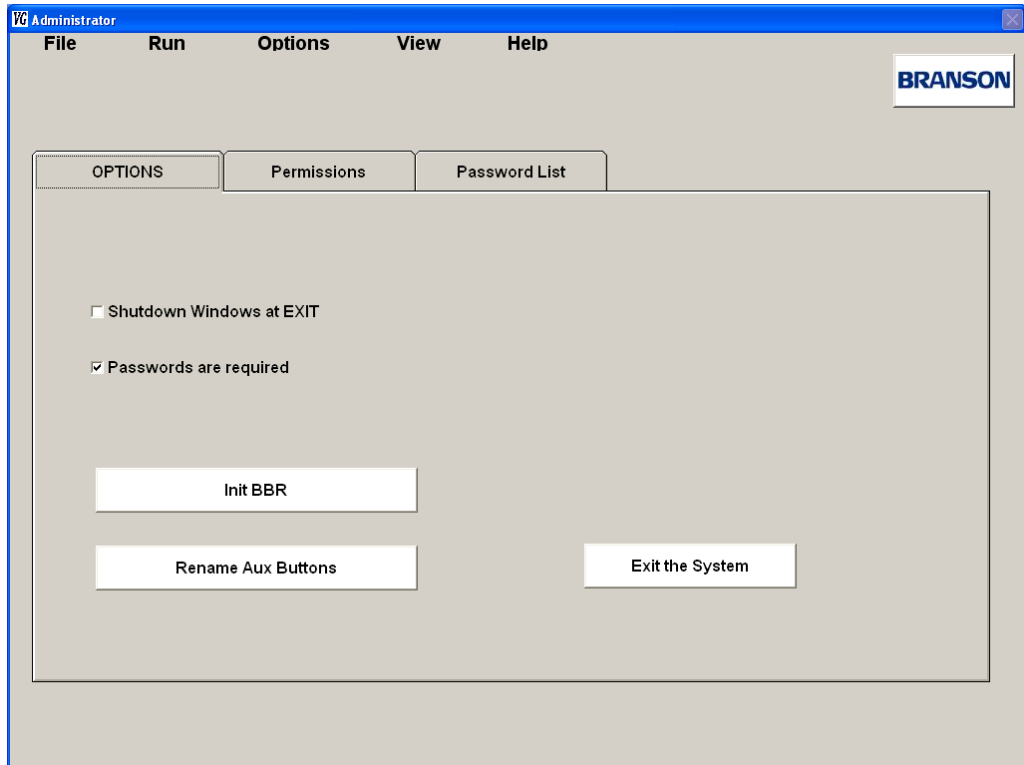 VG Administrator
File Run Options View Help
BRANSON
OPTIONS Permissions Password List
Shutdown Windows at EXIT
Passwords are required
Init BBR
Rename Aux Buttons Exit the System